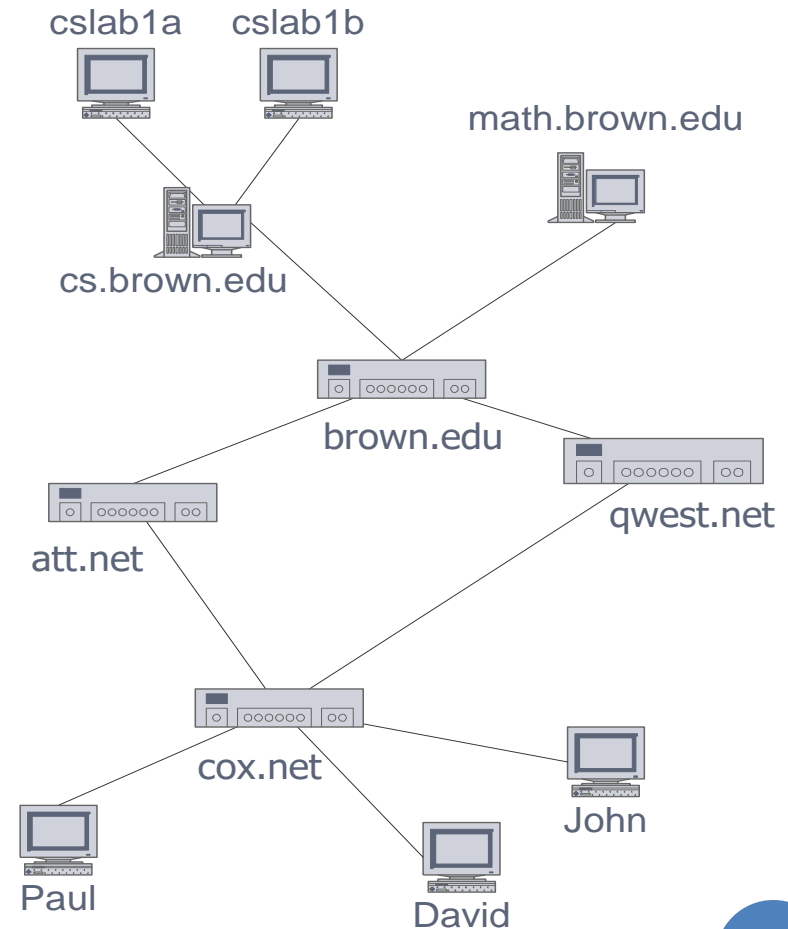 cslab1a cslab1b
math.brown.edu
cs.brown.edu
brown.edu
qwest.net
att.net
cox.net
John
Paul
David